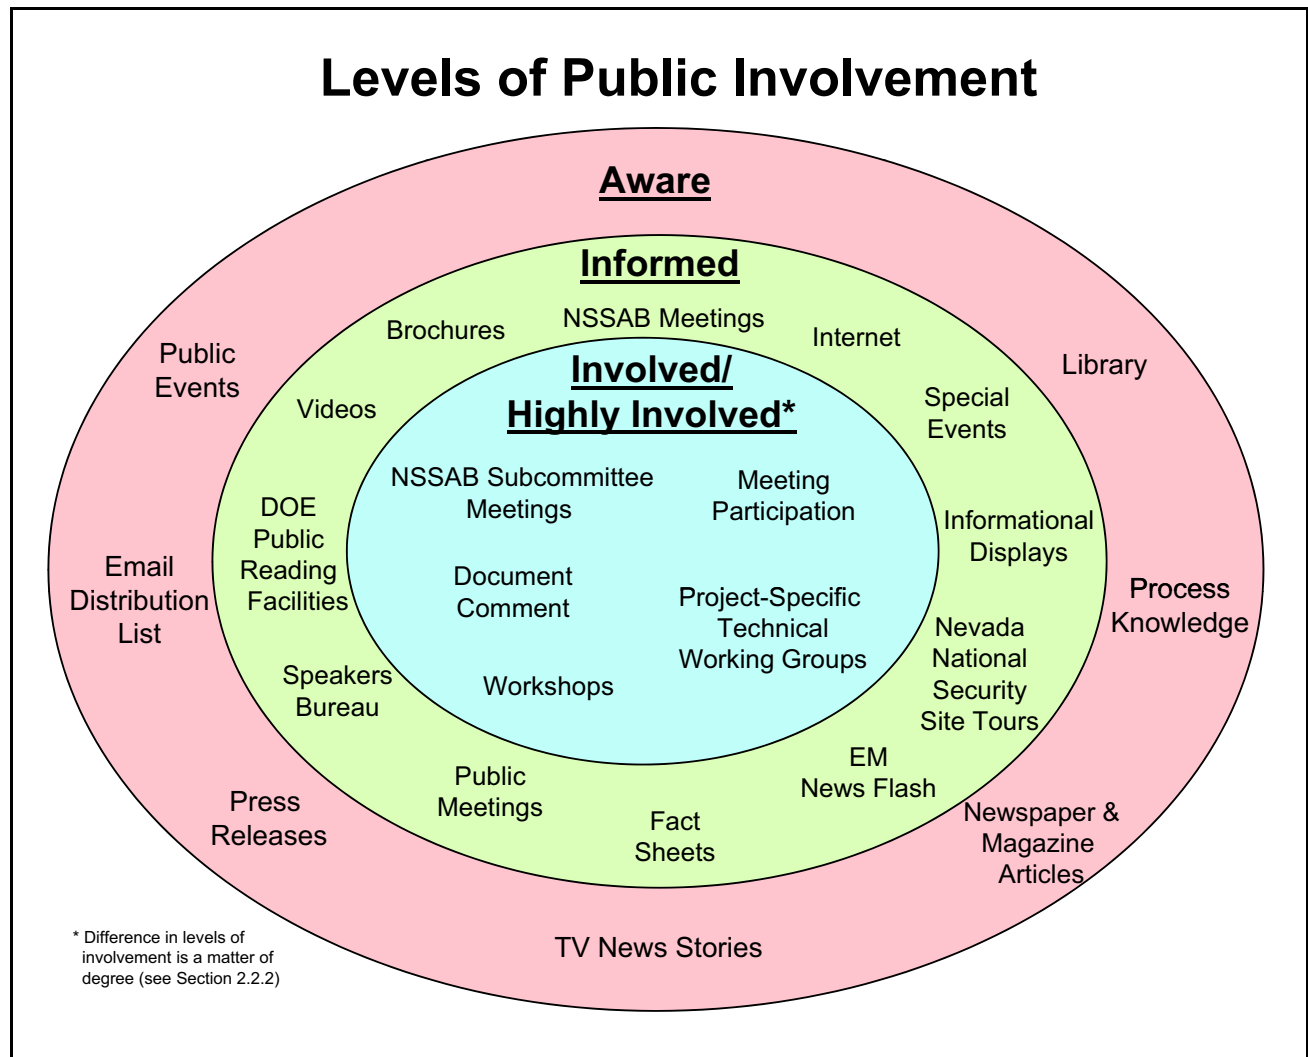 Levels of Public Involvement
Aware
Public
Events
Library
Email
Distribution
List
Process
Knowledge
Press
Releases
Newspaper &
Magazine
Articles
TV News Stories
Informed
NSSAB Meetings
Brochures
Internet
Videos
Special
Events
DOE
Public
Reading
Facilities
Informational
Displays
Speakers
Bureau
Nevada
National
Security
Site Tours
Public
Meetings
EM
News Flash
Fact
Sheets
Involved/
Highly Involved*
NSSAB Subcommittee
Meetings
Meeting
Participation
Document
Comment
Project-Specific
Technical
Working Groups
Workshops
* Difference in levels of
involvement is a matter of
degree (see Section 2.2.2)